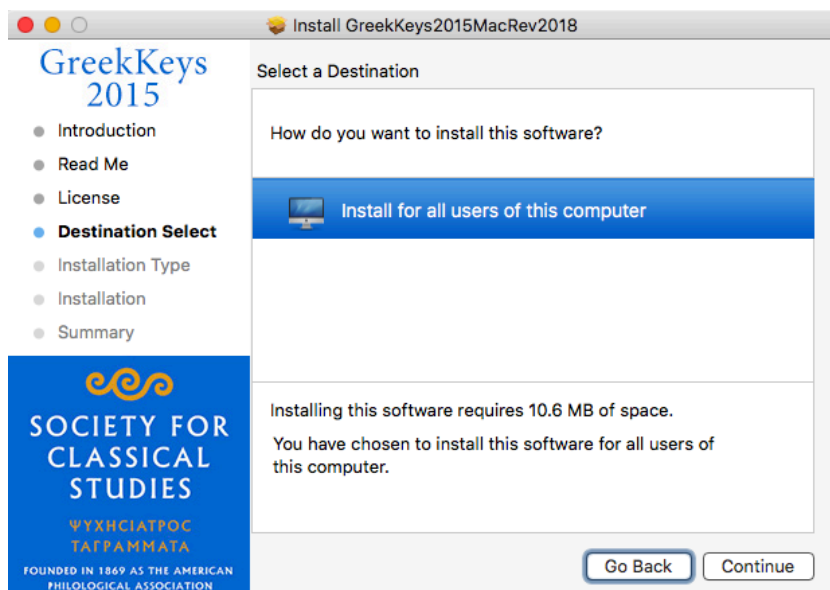 Install GreekKeys2015MacRev2018
GreekKeys
2015
Introduction
Read Me
License
Destination Select
Installation Type
Installation
Summary
SOCIETY FOR
CLASSICAL
STUDIES
ΨΥΧΗСΙΑΤΡΟС
ΤΑΓΡΑΜΜΑΤΑ
FOUNDED IN 1869 AS THE AMERICAN
PHILOLOGICAL ASSOCIATION
Select a Destination
How do you want to install this software?
Install for all users of this computer
Installing this software requires 10.6 MB of space.
You have chosen to install this software for all users of
this computer.
Go Back
Continue